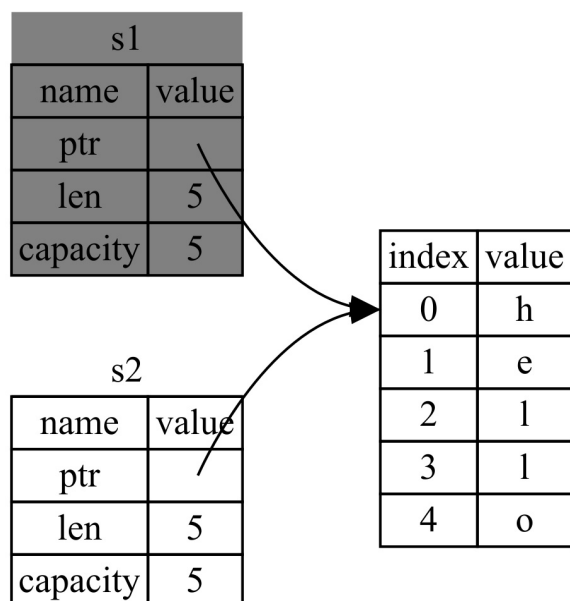 s1
name value
ptr
len 5
capacity 5
s2
name value
ptr
len 5
capacity 5
index value
0 h
1 e
2 l
3 l
4 o